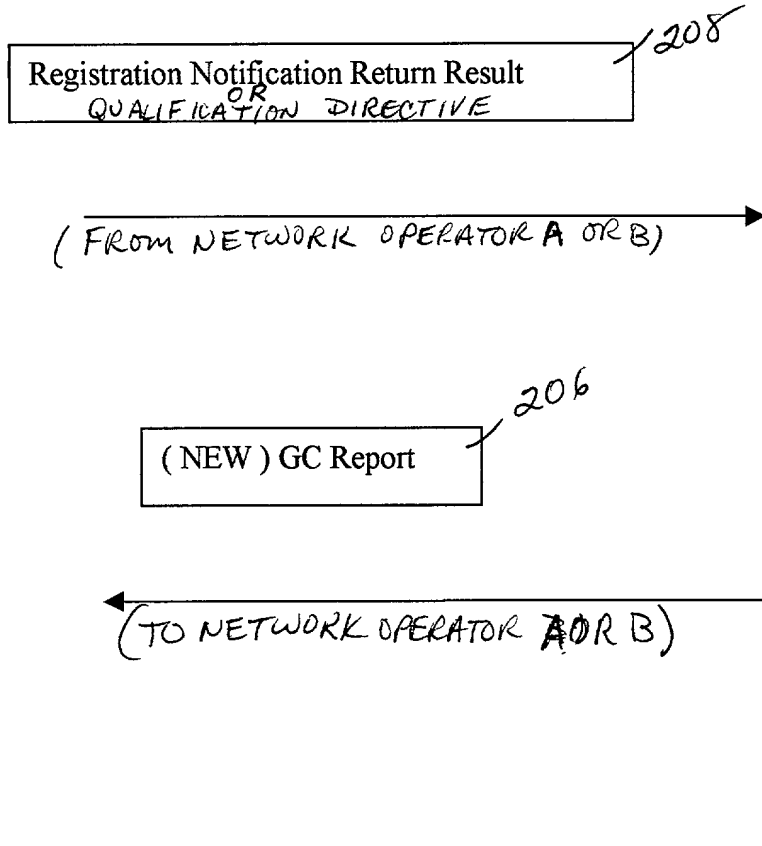 208
Registration Notification Return Result
OR
QUALIFICATION DIRECTIVE
(FROM NETWORK OPERATOR A OR B)
206
( NEW ) GC Report
(TO NETWORK OPERATOR A OR B)